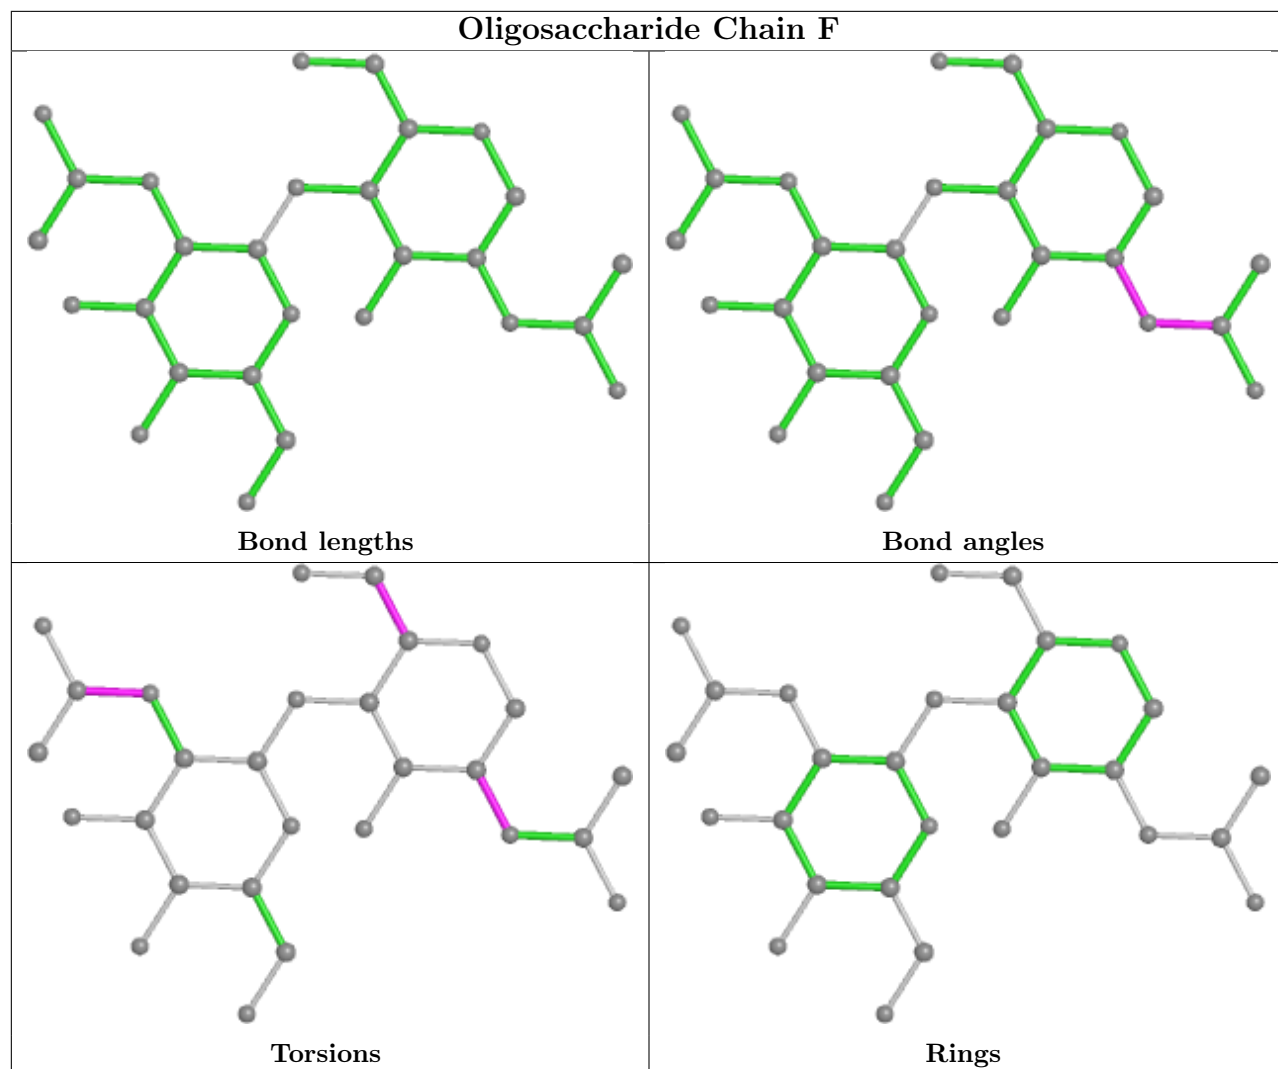 Oligosaccharide Chain F
Bond lengths
Bond angles
Torsions
Rings